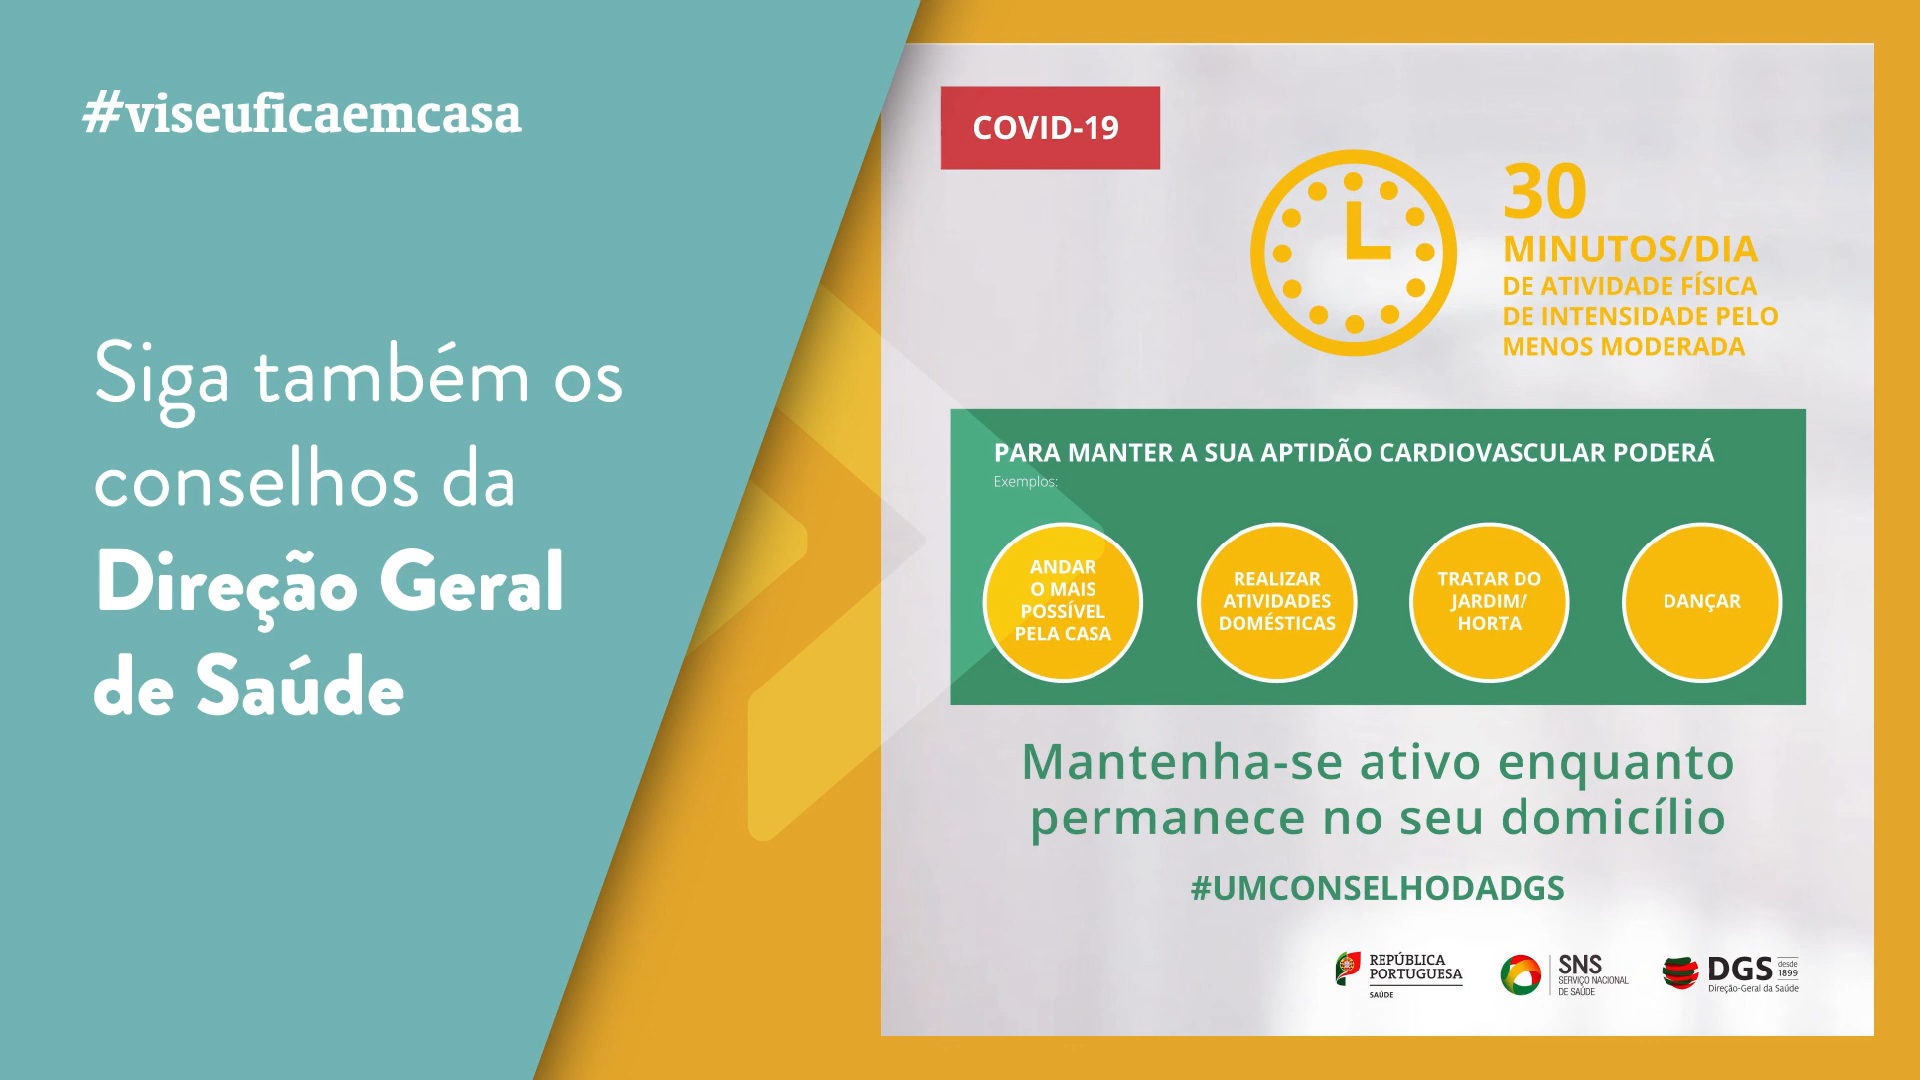 #viseuficaemcasa
Siga também os
conselhos da
Direção Geral
de Saúde
COVID-19
30
MINUTOS/DIA
DE ATIVIDADE FÍSICA
DE INTENSIDADE PELO
MENOS MODERADA
PARA MANTER A SUA APTIDÃO CARDIOVASCULAR PODERÁ
Exemplos:
ANDAR
O MAIS
POSSÍVEL
PELA CASA
REALIZAR
ATIVIDADES
DOMÉSTICAS
TRATAR DO
JARDIM/
HORTA
DANÇAR
Mantenha-se ativo enquanto
permanece no seu domicílio
#UMCONSELHODADGS
REPÚBLICA
PORTUGUESA
SAÚDE
SNS
SERVIÇO NACIONAL
DE SAÚDE
DGS
desde
1899
Direção-Geral da Saúde